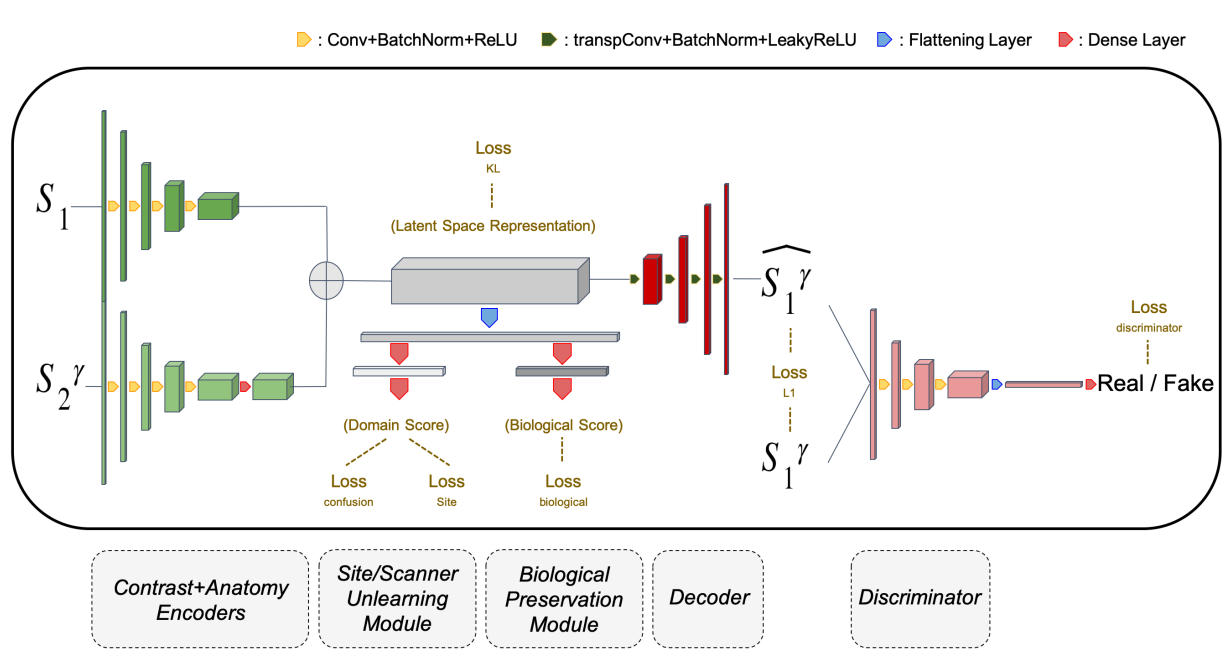 : Conv+BatchNorm+ReLU : transpConv+BatchNorm+LeakyReLU : Flattening Layer : Dense Layer
Loss
KL
(Latent Space Representation)
S1
S2γ
(Domain Score)
Loss
confusion
Loss
Site
(Biological Score)
Loss
biological
Ŝ1γ
Loss
L1
S1γ
Loss
discriminator
Real / Fake
Contrast+Anatomy
Encoders
Site/Scanner
Unlearning
Module
Biological
Preservation
Module
Decoder
Discriminator